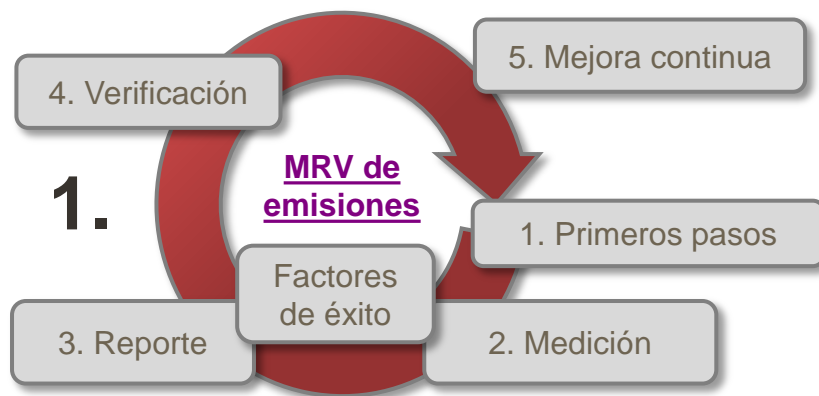 5. Mejora continua
4. Verificación
MRV de
emisiones
1.
1. Primeros pasos
Factores
de éxito
3. Reporte
2. Medición